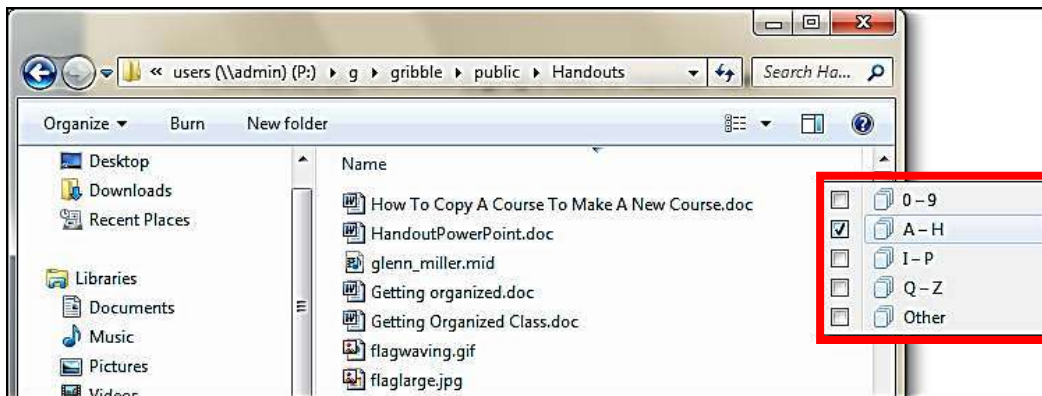 « users (\\admin) (P:) ▸ g ▸ gribble ▸ public ▸ Handouts
Search Ha...
Organize
Burn
New folder
Desktop
Downloads
Recent Places
Libraries
Documents
Music
Pictures
Videos
Name
How To Copy A Course To Make A New Course.doc
HandoutPowerPoint.doc
glenn_miller.mid
Getting organized.doc
Getting Organized Class.doc
flagwaving.gif
flaglarge.jpg
0 – 9
A – H
I – P
Q – Z
Other